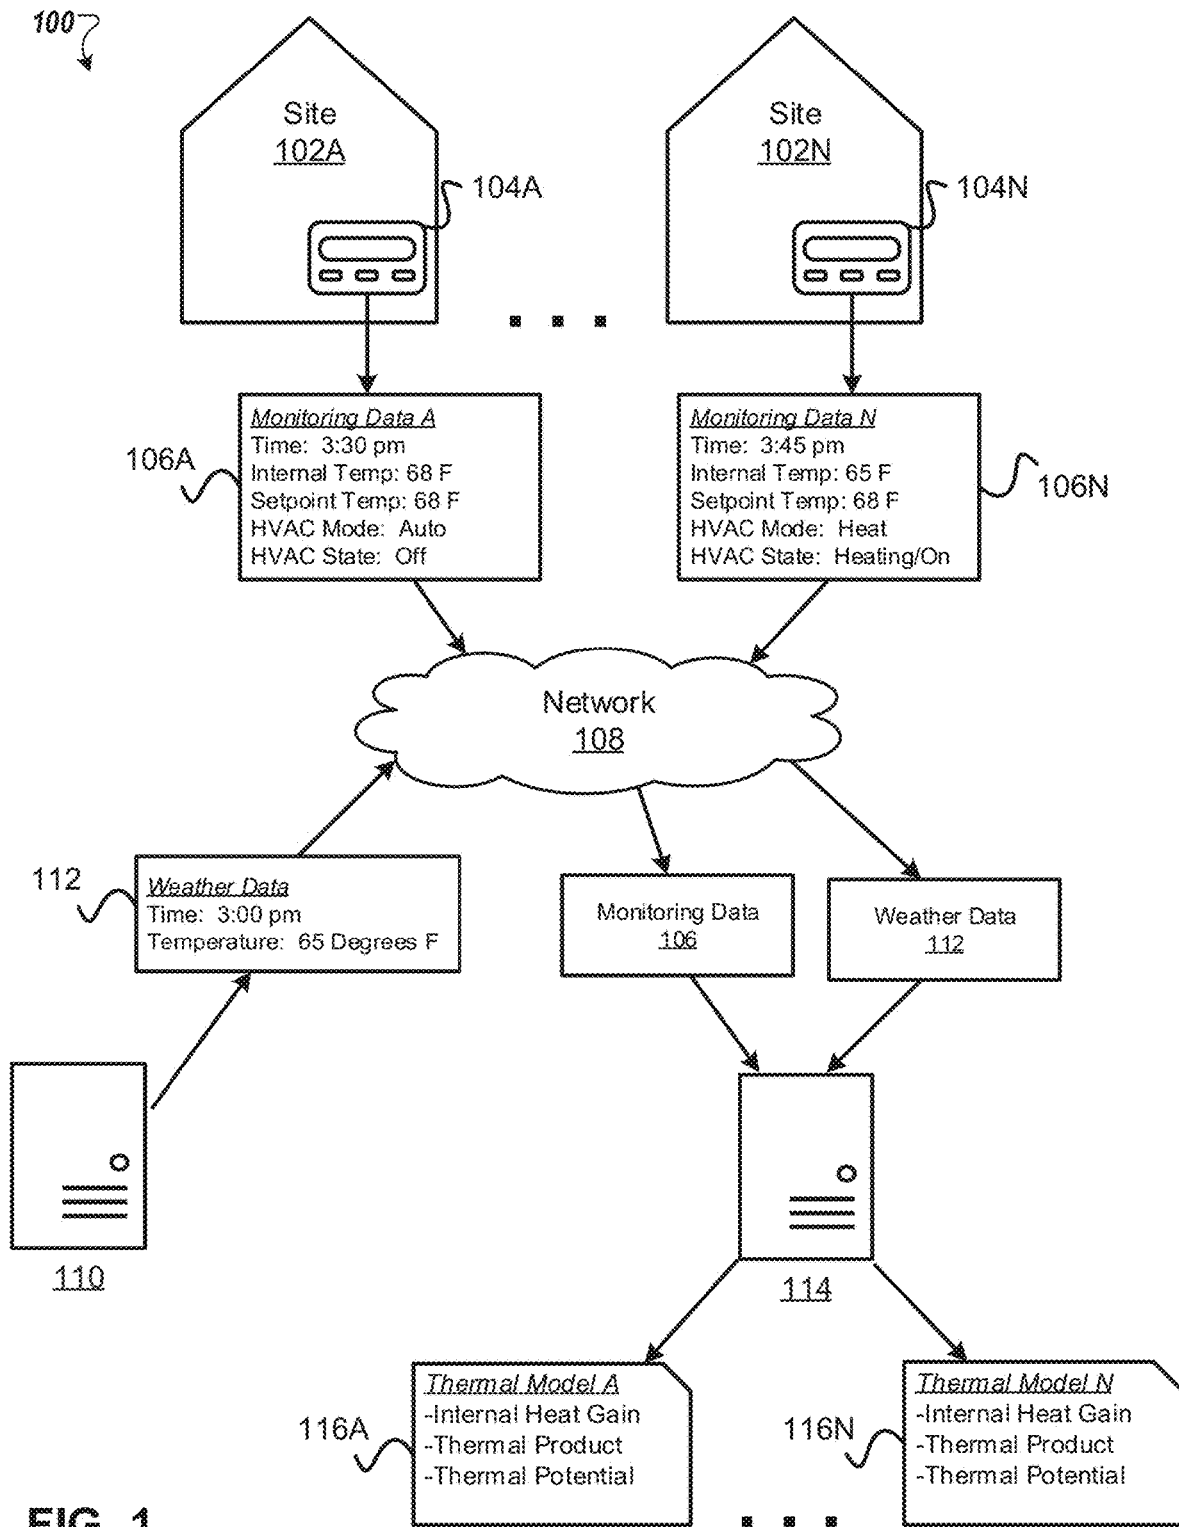 100
Site
102A
Site
102N
104A
104N
Monitoring Data A
Time: 3:30 pm
Internal Temp: 68 F
Setpoint Temp: 68 F
HVAC Mode: Auto
HVAC State: Off
106A
Monitoring Data N
Time: 3:45 pm
Internal Temp: 65 F
Setpoint Temp: 68 F
HVAC Mode: Heat
HVAC State: Heating/On
106N
Network
108
112
Weather Data
Time: 3:00 pm
Temperature: 65 Degrees F
Monitoring Data
106
Weather Data
112
110
114
116A
Thermal Model A
-Internal Heat Gain
-Thermal Product
-Thermal Potential
116N
Thermal Model N
-Internal Heat Gain
-Thermal Product
-Thermal Potential
FIG. 1